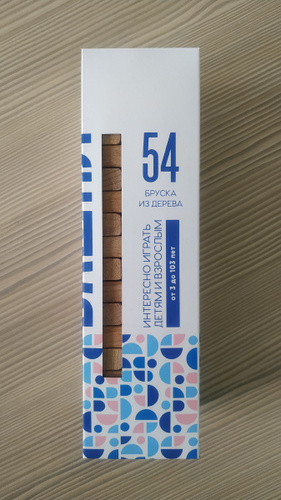 54
БРУСКА
ИЗ ДЕРЕВА
ИНТЕРЕСНО ИГРАТЬ
ДЕТЯМ И ВЗРОСЛЫМ
от 3 до 103 лет